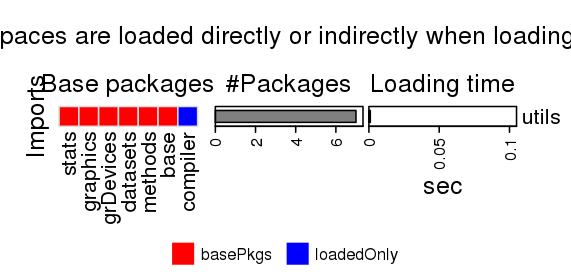 paces are loaded directly or indirectly when loading
Base packages #Packages Loading time
Imports
utils
stats
graphics
grDevices
datasets
methods
base
compiler
0 2 4 6
0 0.05 0.1
sec
basePkgs loadedOnly